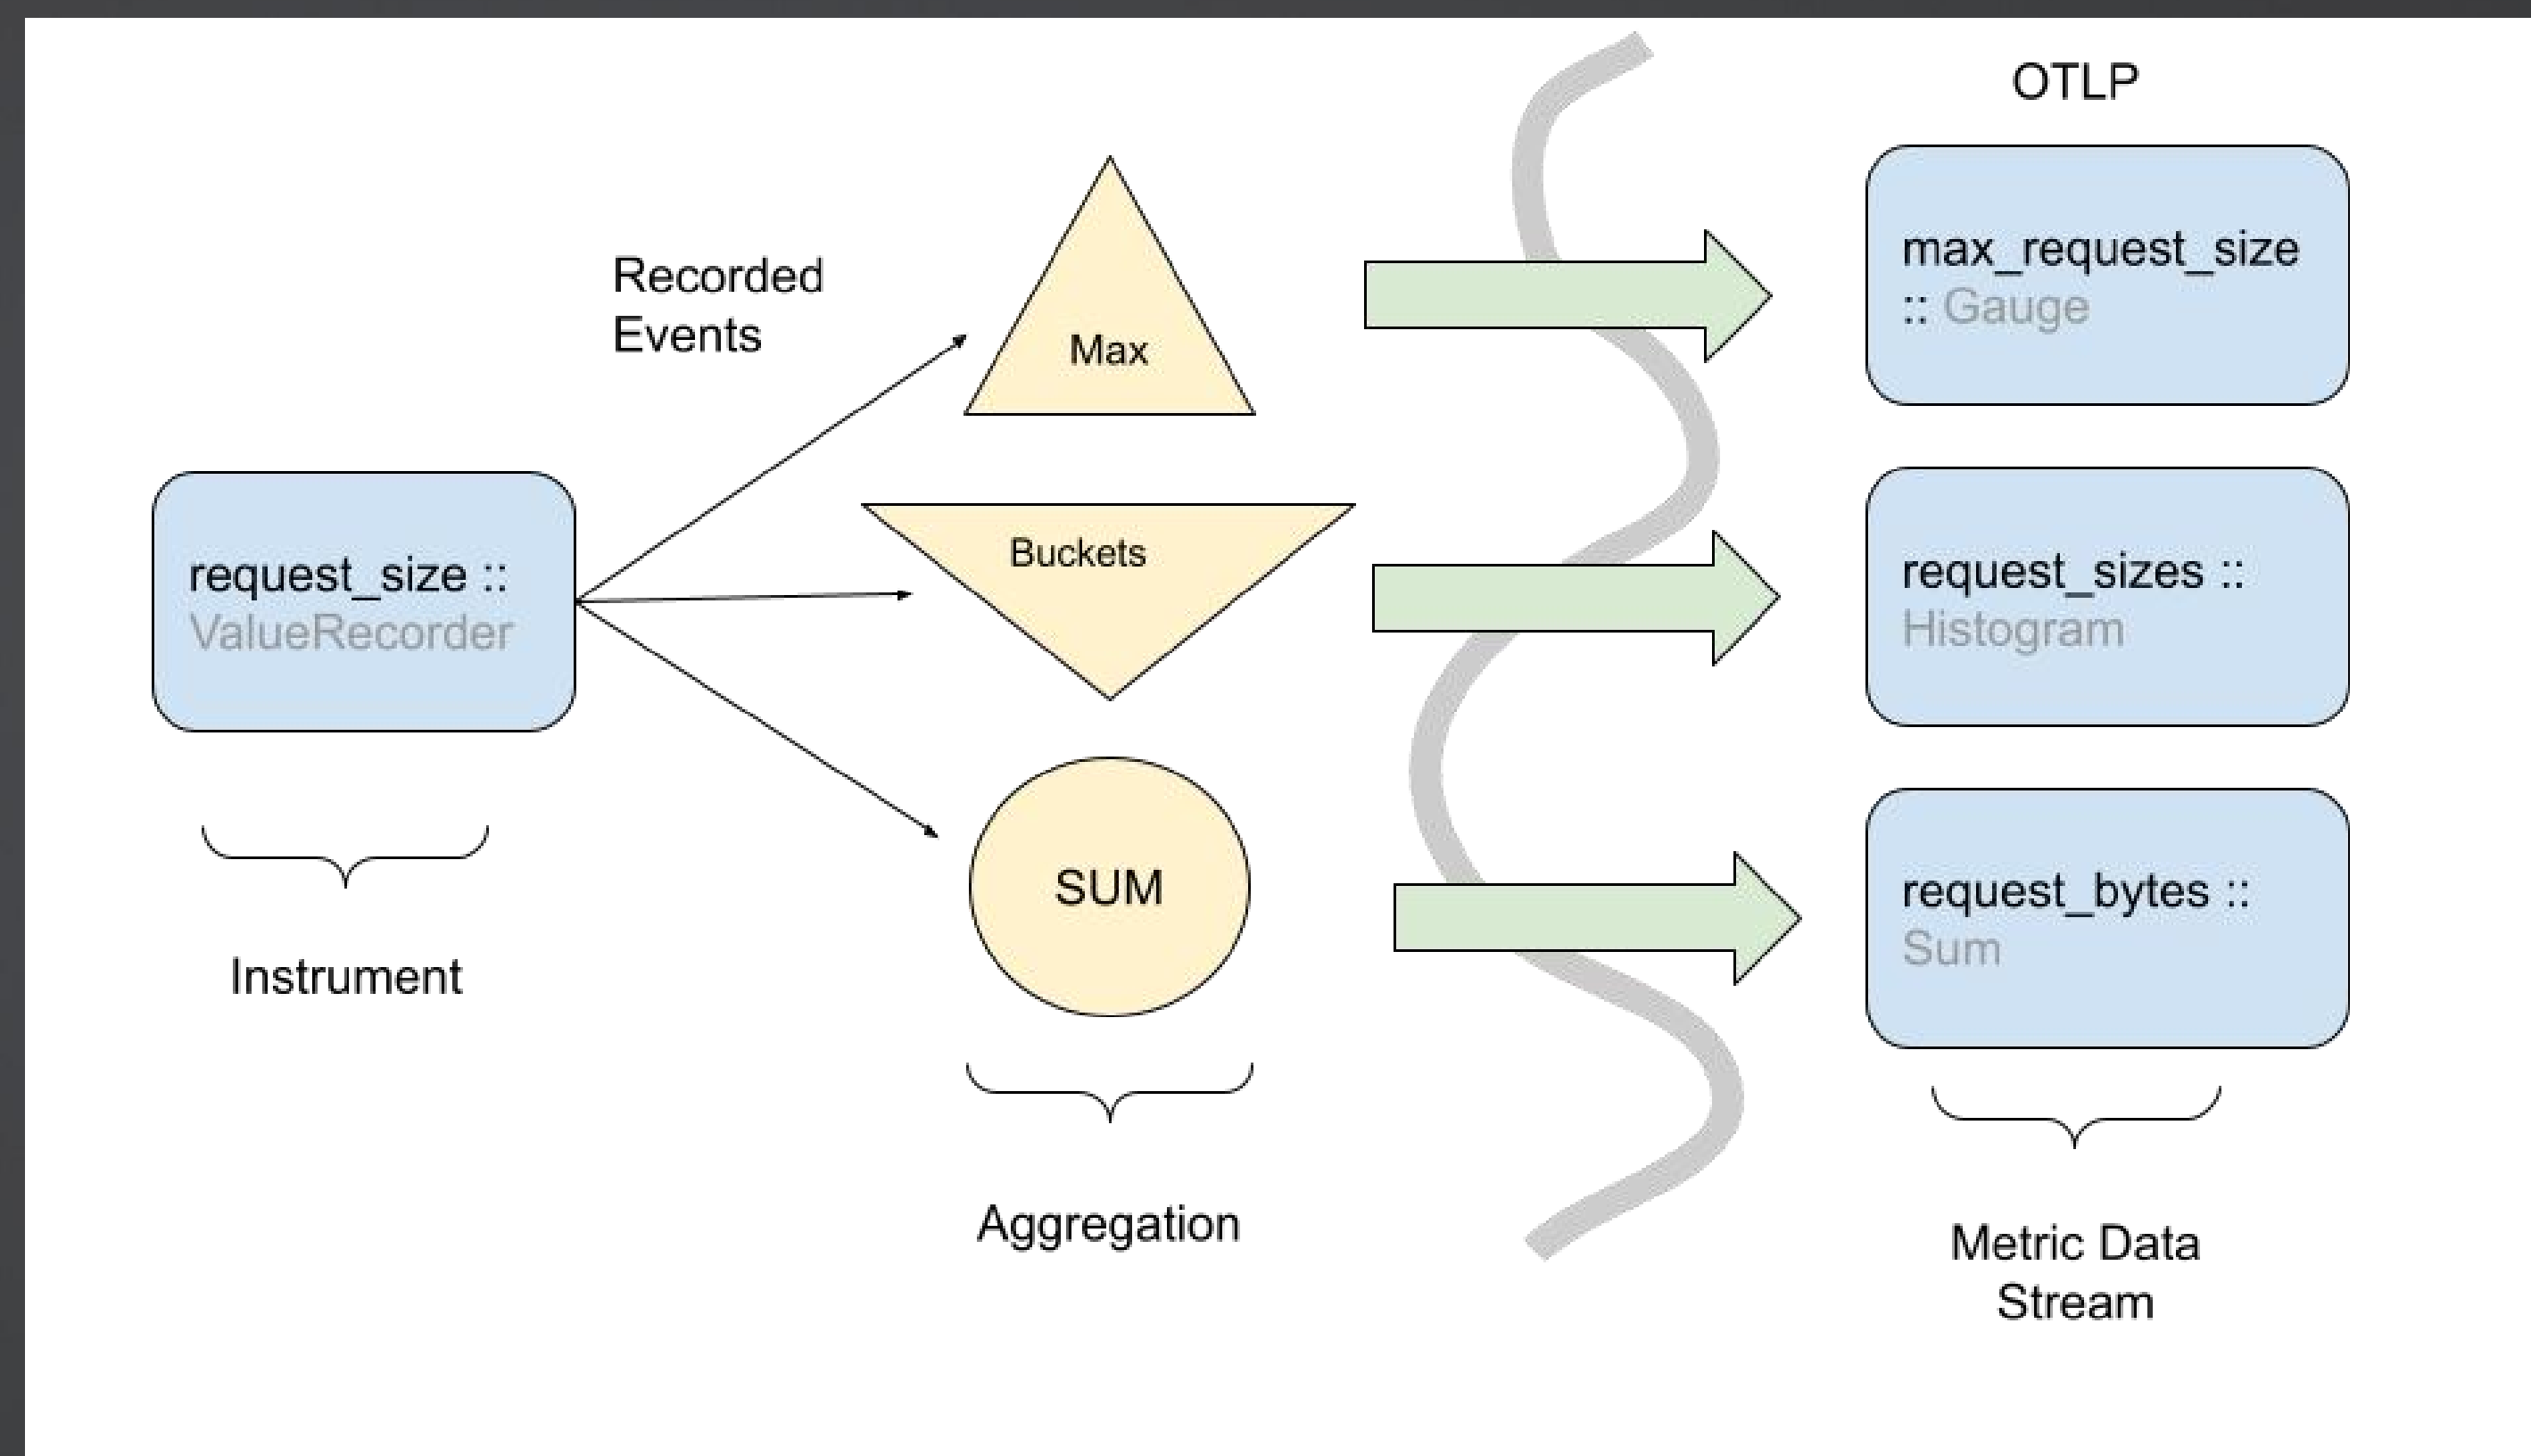 OTLP
Recorded
Events
Max
max_request_size
:: Gauge
request_size ::
ValueRecorder
Buckets
request_sizes ::
Histogram
SUM
request_bytes ::
Sum
Instrument
Aggregation
Metric Data
Stream